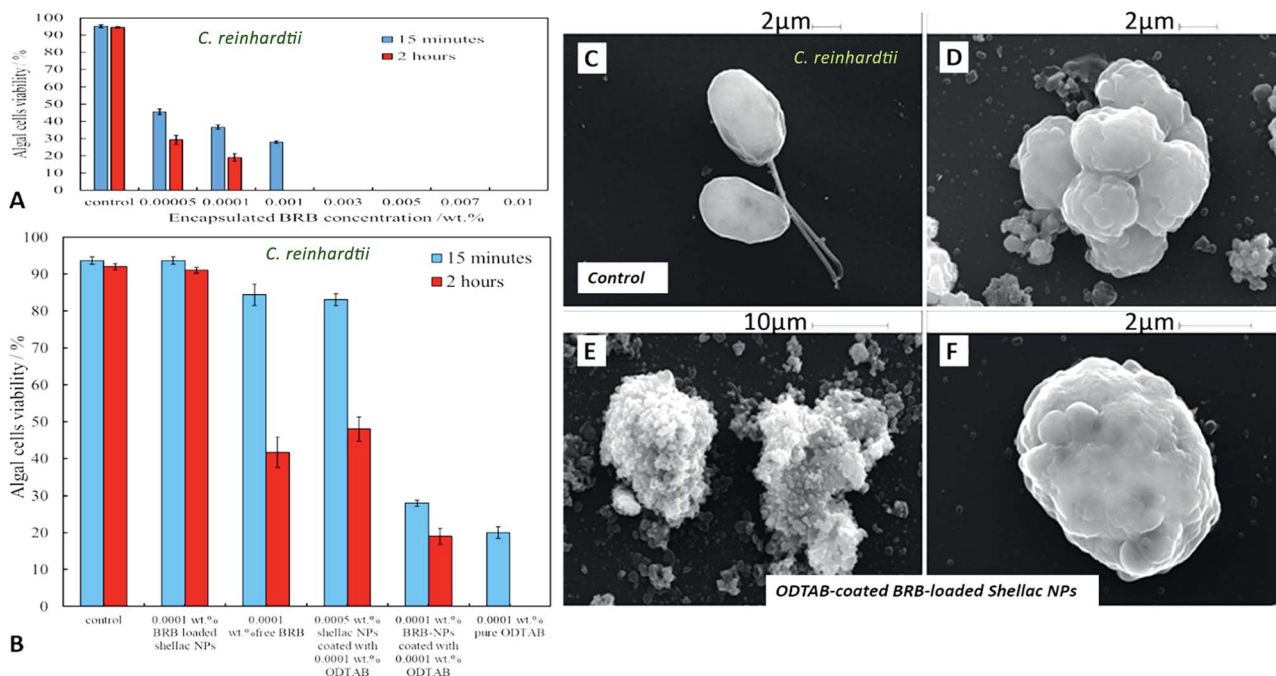 100
90
80
70
60
50
40
30
20
10
0
Algal cells viability / %
C. reinhardtii
15 minutes
2 hours
control 0.00005 0.0001 0.001 0.003 0.005 0.007 0.01
Encapsulated BRB concentration /wt.%
A
100
90
80
70
60
50
40
30
20
10
0
Algal cells viability / %
C. reinhardtii
15 minutes
2 hours
control
0.0001 wt.%
BRB loaded
shellac NPs
0.0001
wt.%free BRB
0.0005 wt.%
shellac NPs
coated with
0.0001 wt.%
ODTAB
0.0001 wt.%
BRB-NPs
coated with
0.0001 wt.%
ODTAB
0.0001 wt.%
pure ODTAB
B
2µm
C
C. reinhardtii
Control
2µm
D
10µm
E
2µm
F
ODTAB-coated BRB-loaded Shellac NPs